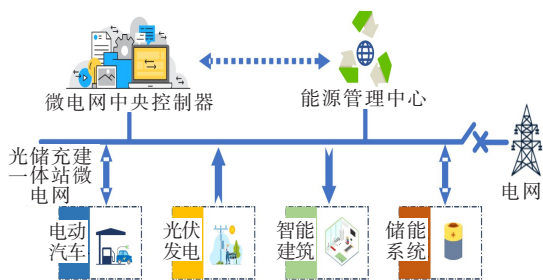 微电网中央控制器
能源管理中心
光储充建
一体站微
电网
电网
电动
汽车
光伏
发电
智能
建筑
储能
系统